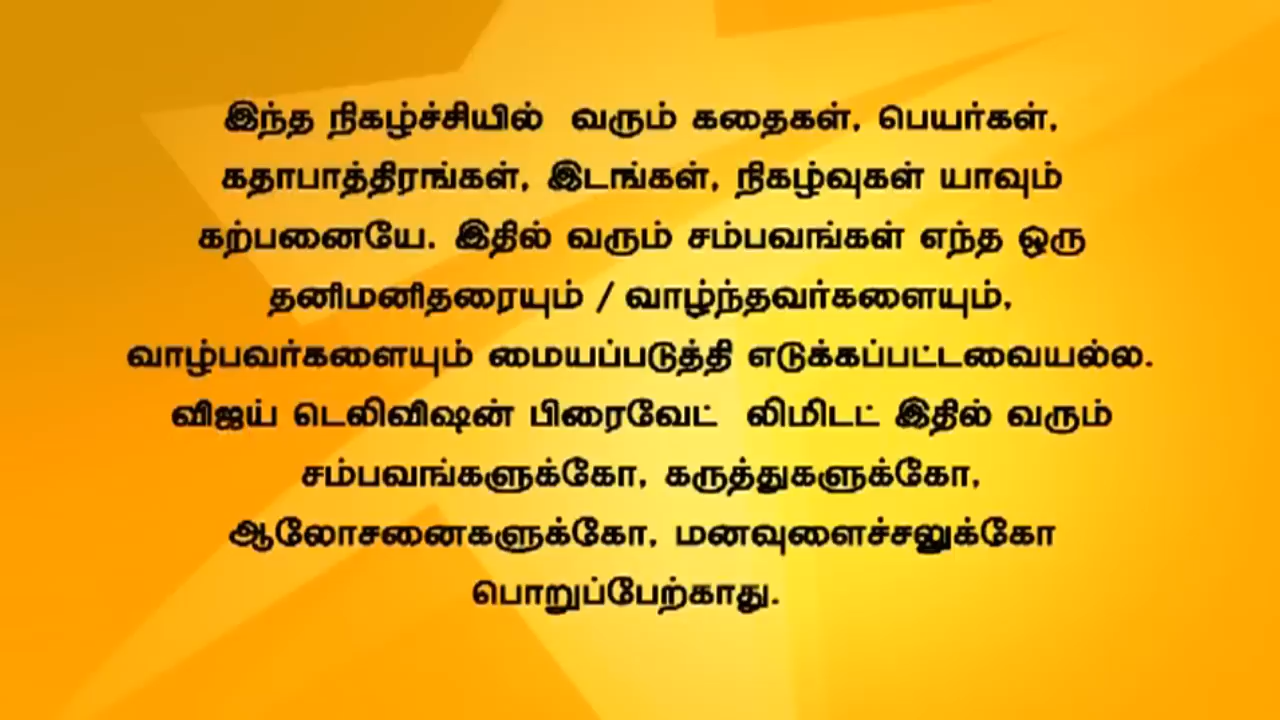 இந்த நிகழ்ச்சியில் வரும் கதைகள், பெயர்கள்,
கதாபாத்திரங்கள், இடங்கள், நிகழ்வுகள் யாவும்
கற்பனையே. இதில் வரும் சம்பவங்கள் எந்த ஒரு
தனிமனிதரையும் / வாழ்ந்தவர்களையும்,
வாழ்பவர்களையும் மையப்படுத்தி எடுக்கப்பட்டவையல்ல.
விஜய் டெலிவிஷன் பிரைவேட் லிமிடட் இதில் வரும்
சம்பவங்களுக்கோ, கருத்துகளுக்கோ,
ஆலோசனைகளுக்கோ, மனவுளைச்சலுக்கோ
பொறுப்பேற்காது.